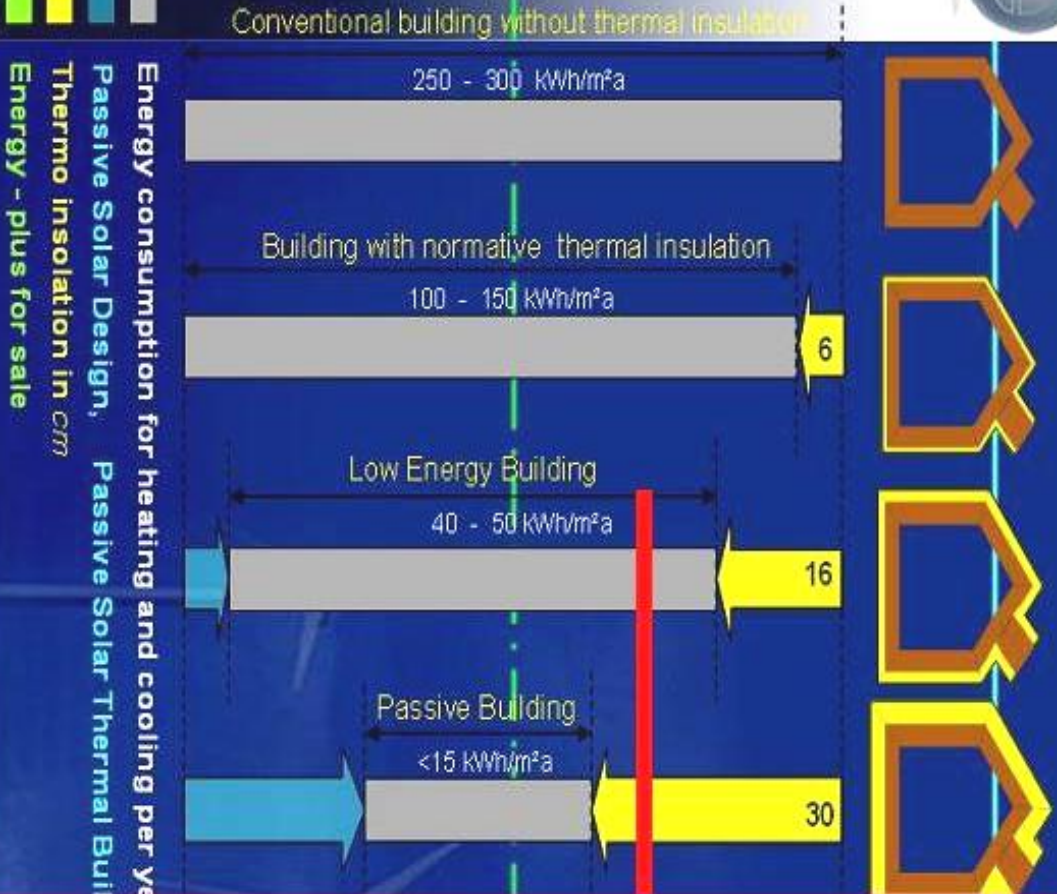 Conventional building without thermal insulation
250 - 300 kWh/m²a
Building with normative thermal insulation
100 - 150 kWh/m²a
6
Low Energy Building
40 - 50 kWh/m²a
16
Passive Building
<15 kWh/m²a
30
Energy consumption for heating and cooling per
Passive Solar Design, Passive Solar Thermal
Thermo insolation in cm
Energy - plus for sale